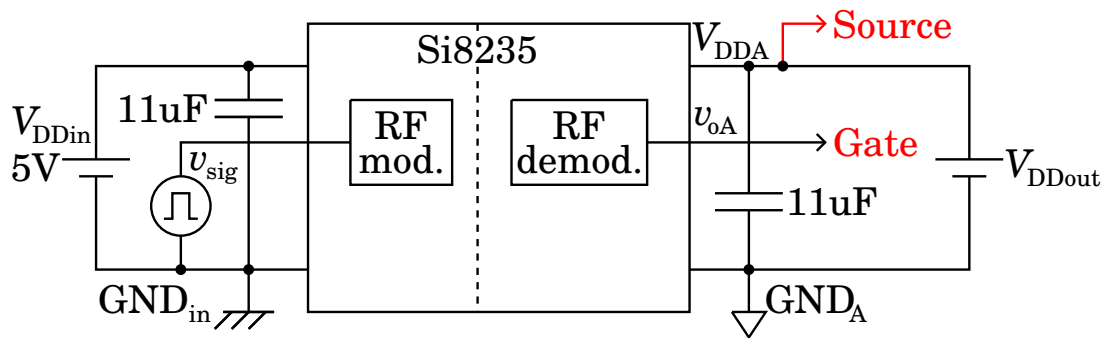 Si8235
V_DDA
Source
11uF
V_DDin
5V
v_sig
RF
mod.
RF
demod.
v_oA
Gate
11uF
V_DDout
GND_in
GND_A